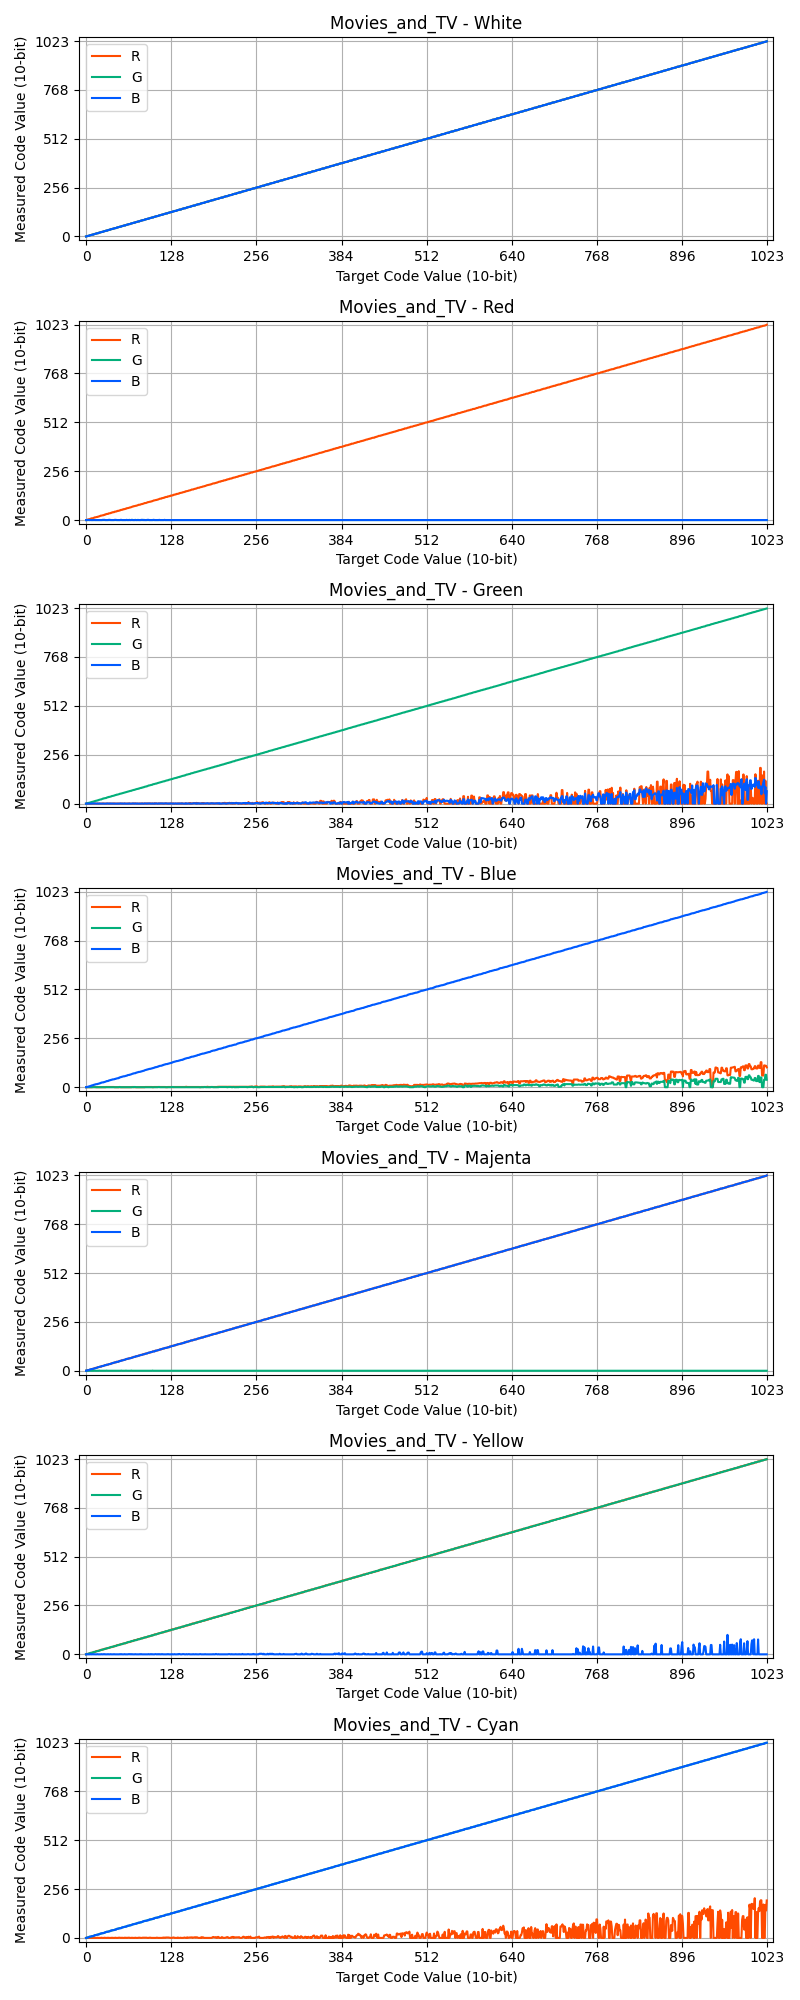 Movies_and_TV - White
Measured Code Value (10-bit)
1023
768
512
256
0
R
G
B
0 128 256 384 512 640 768 896 1023
Target Code Value (10-bit)
Movies_and_TV - Red
Measured Code Value (10-bit)
1023
768
512
256
0
R
G
B
0 128 256 384 512 640 768 896 1023
Target Code Value (10-bit)
Movies_and_TV - Green
Measured Code Value (10-bit)
1023
768
512
256
0
R
G
B
0 128 256 384 512 640 768 896 1023
Target Code Value (10-bit)
Movies_and_TV - Blue
Measured Code Value (10-bit)
1023
768
512
256
0
R
G
B
0 128 256 384 512 640 768 896 1023
Target Code Value (10-bit)
Movies_and_TV - Majenta
Measured Code Value (10-bit)
1023
768
512
256
0
R
G
B
0 128 256 384 512 640 768 896 1023
Target Code Value (10-bit)
Movies_and_TV - Yellow
Measured Code Value (10-bit)
1023
768
512
256
0
R
G
B
0 128 256 384 512 640 768 896 1023
Target Code Value (10-bit)
Movies_and_TV - Cyan
Measured Code Value (10-bit)
1023
768
512
256
0
R
G
B
0 128 256 384 512 640 768 896 1023
Target Code Value (10-bit)